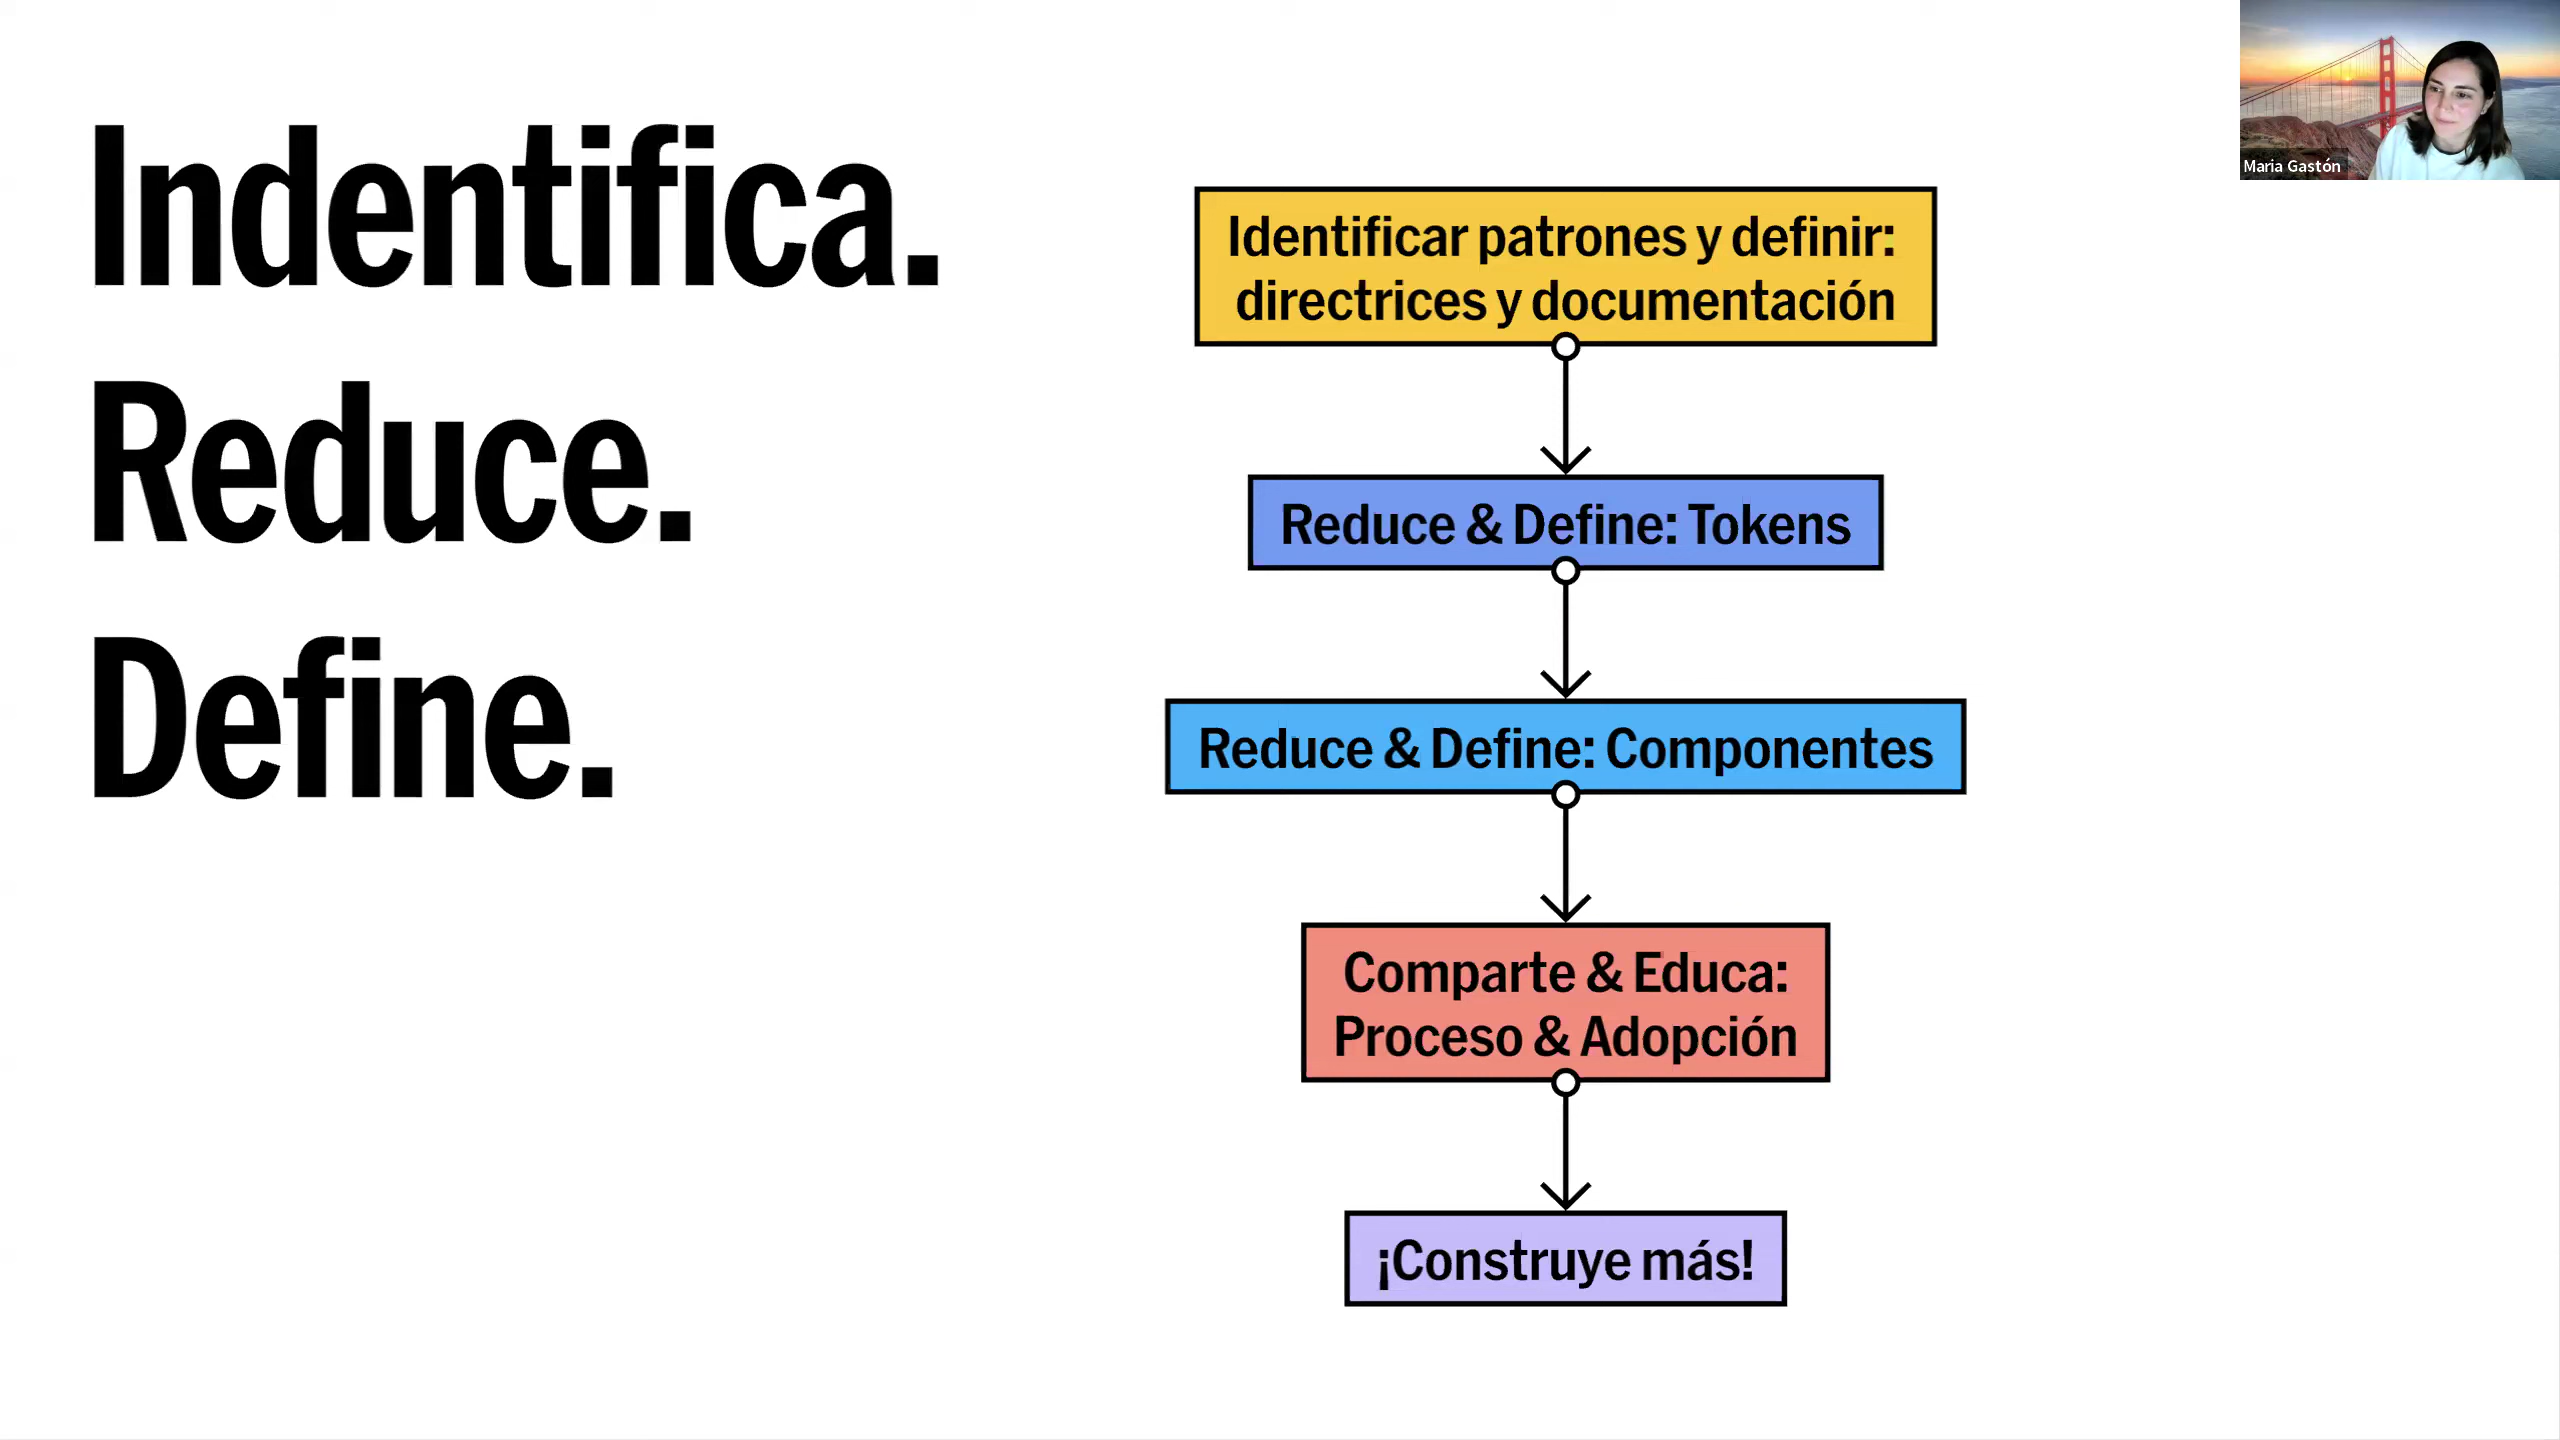 Indentifica.
Reduce.
Define.
Identificar patrones y definir:
directrices y documentación
Reduce & Define: Tokens
Reduce & Define: Componentes
Comparte & Educa:
Proceso & Adopción
¡Construye más!
Maria Gastón